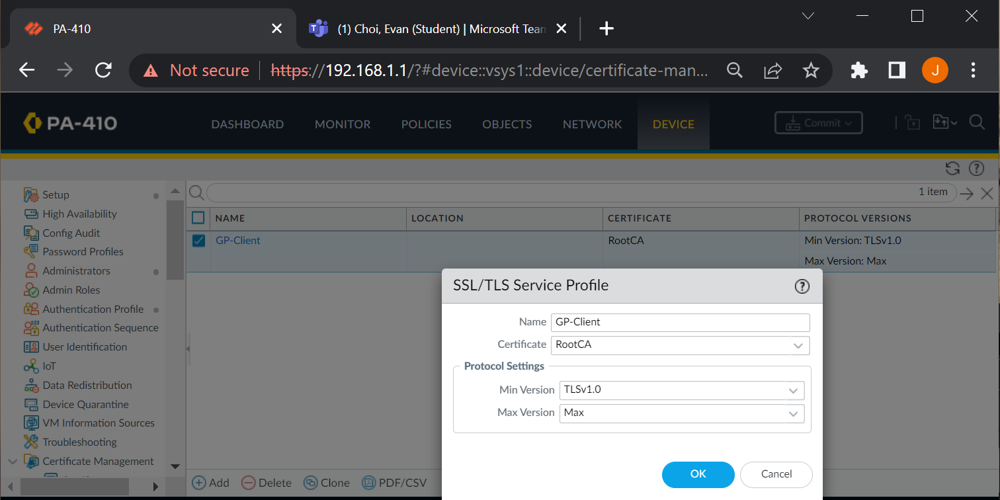 PA-410
(1) Choi, Evan (Student) | Microsoft Team
Not secure
https://192.168.1.1/?#device::vsys1::device/certificate-man...
J
PA-410
DASHBOARD
MONITOR
POLICIES
OBJECTS
NETWORK
DEVICE
Commit
Setup
High Availability
Config Audit
Password Profiles
Administrators
Admin Roles
Authentication Profile
Authentication Sequence
User Identification
IoT
Data Redistribution
Device Quarantine
VM Information Sources
Troubleshooting
Certificate Management
1 item
NAME
LOCATION
CERTIFICATE
PROTOCOL VERSIONS
GP-Client
RootCA
Min Version: TLSv1.0
Max Version: Max
SSL/TLS Service Profile
Name GP-Client
Certificate RootCA
Protocol Settings
Min Version TLSv1.0
Max Version Max
OK
Cancel
Add
Delete
Clone
PDF/CSV